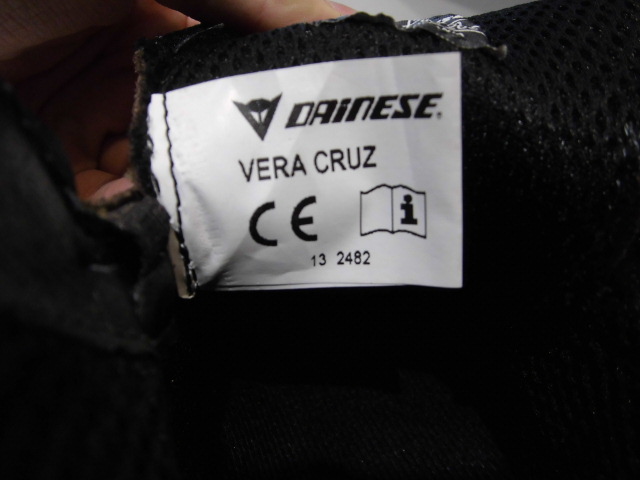 DAINESE
VERA CRUZ
CE
i
13 2482